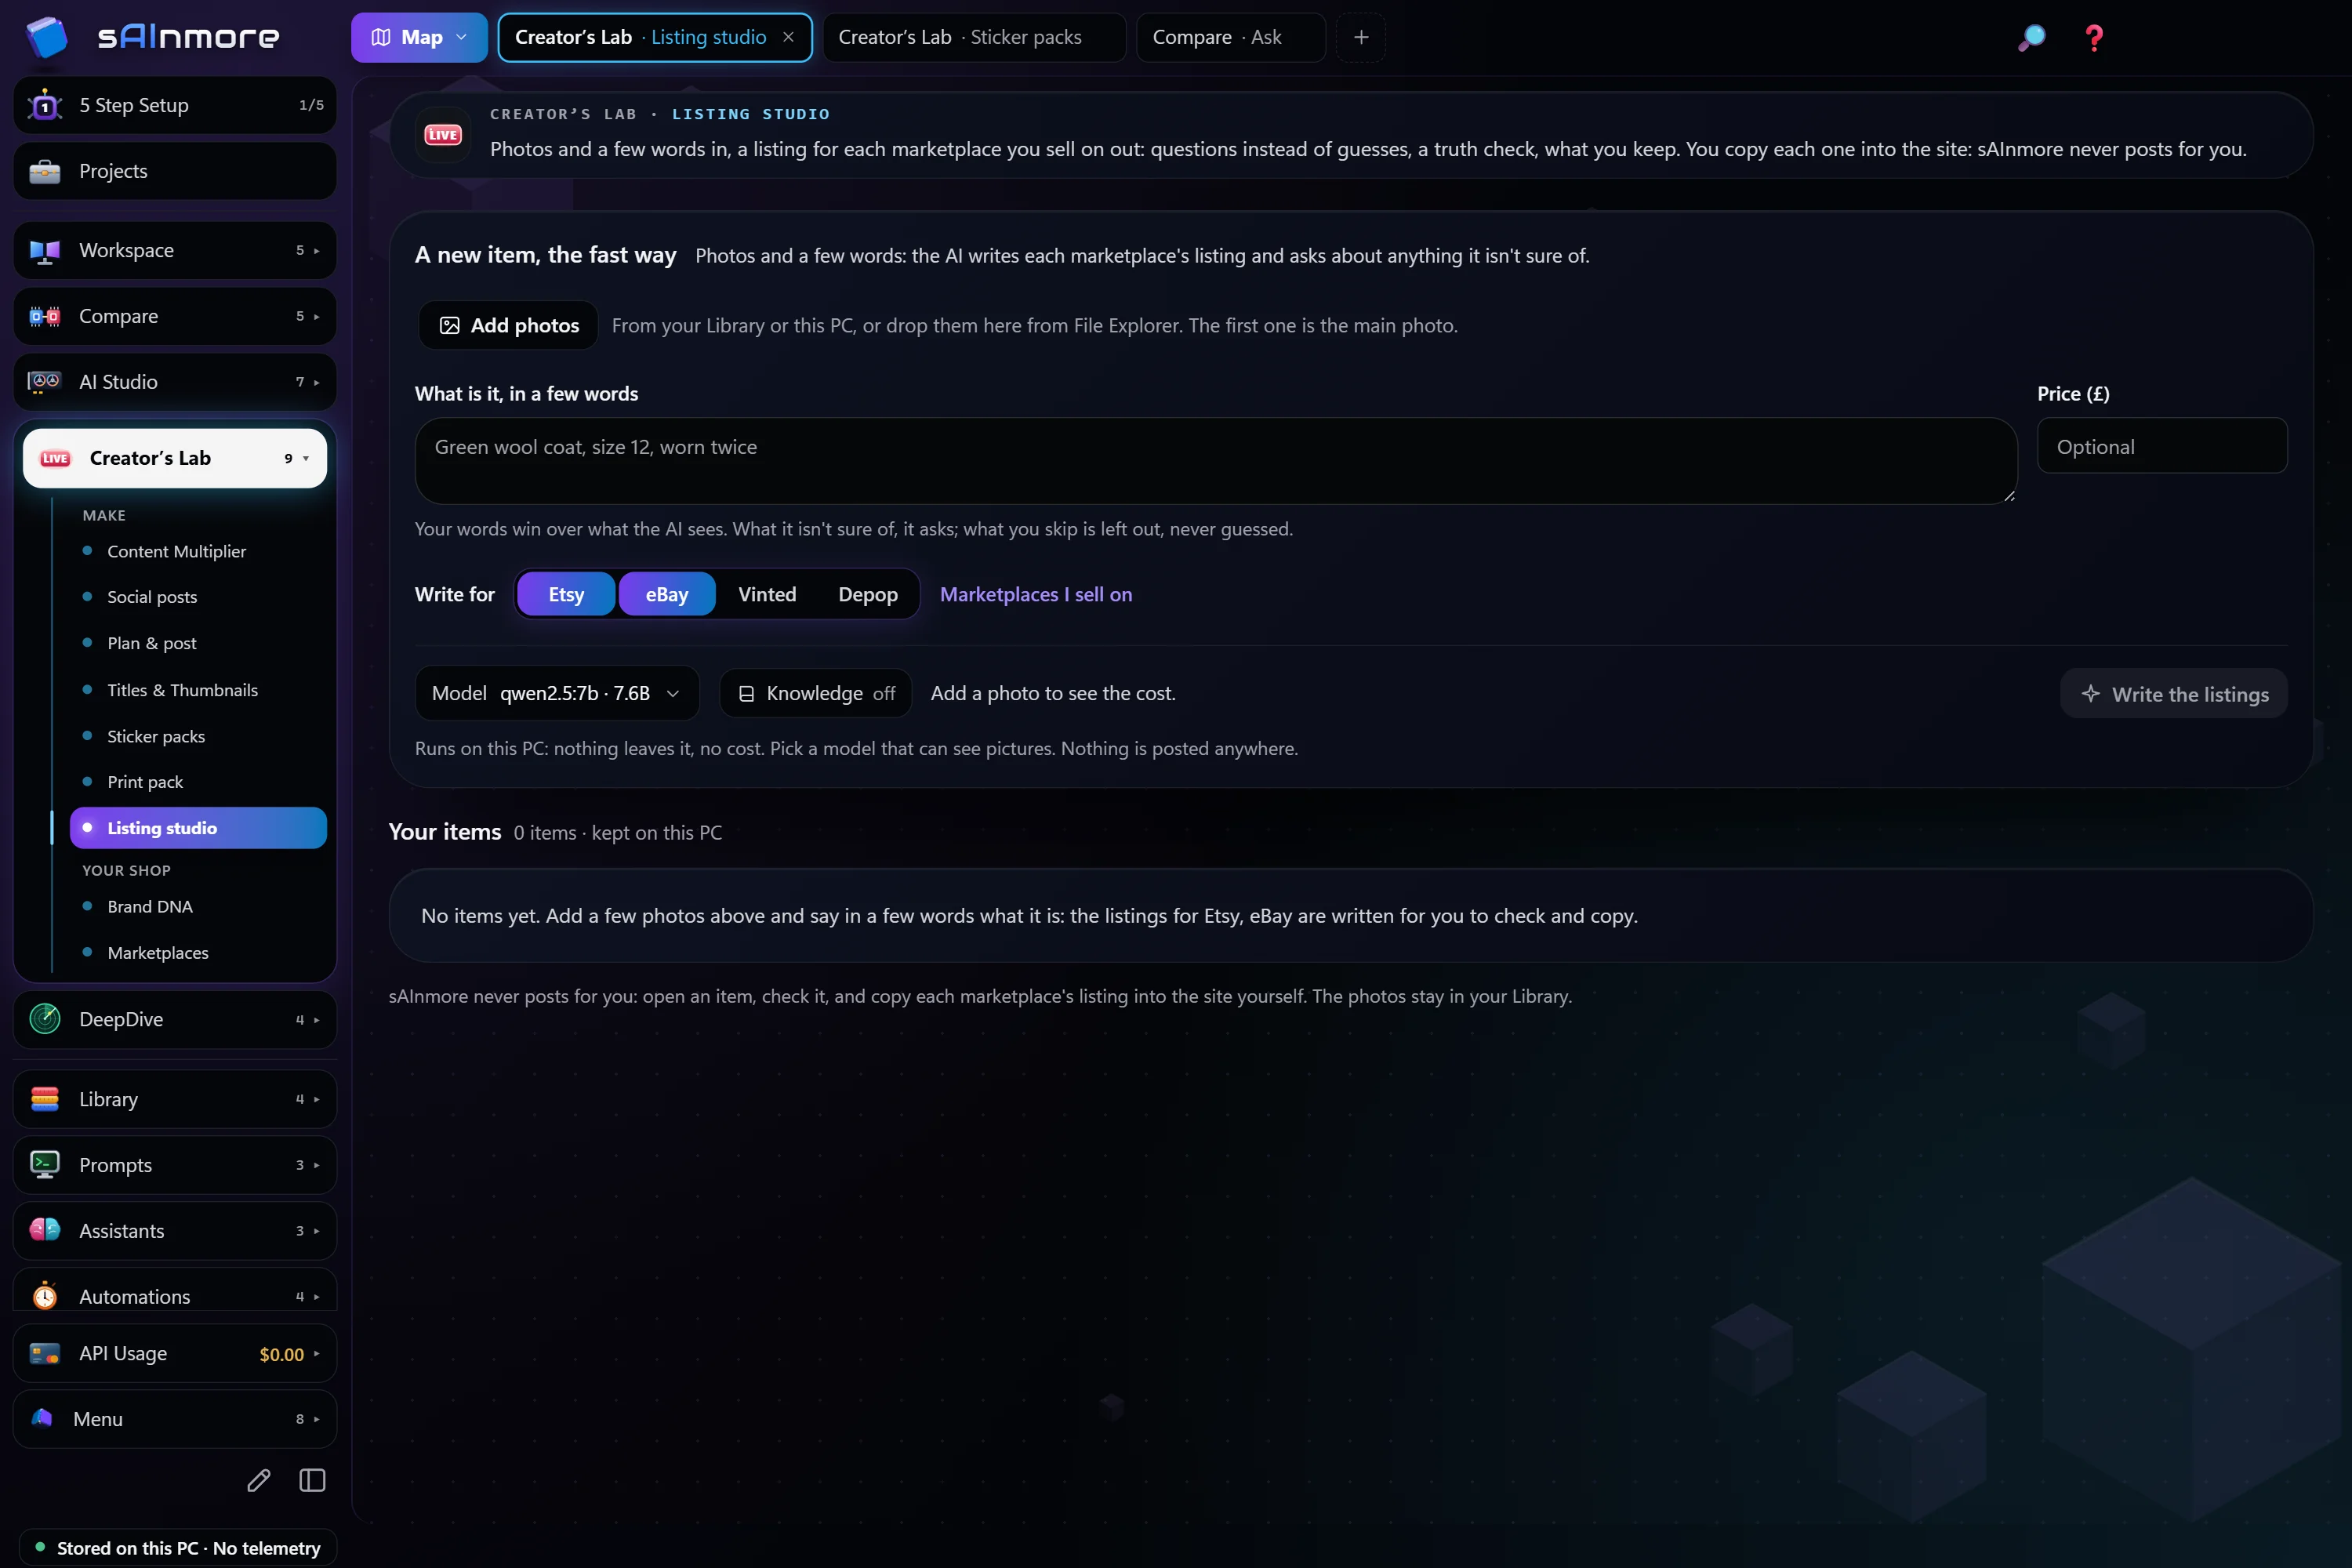 sAInmore
Map
Creator’s Lab · Listing studio ×
Creator’s Lab · Sticker packs
Compare · Ask
+
5 Step Setup 1/5
Projects
Workspace 5
Compare 5
AI Studio 7
LIVE Creator’s Lab 9
MAKE
Content Multiplier
Social posts
Plan & post
Titles & Thumbnails
Sticker packs
Print pack
Listing studio
YOUR SHOP
Brand DNA
Marketplaces
DeepDive 4
Library 4
Prompts 3
Assistants 3
Automations 4
API Usage $0.00
Menu 8
Stored on this PC · No telemetry
LIVE
CREATOR’S LAB · LISTING STUDIO
Photos and a few words in, a listing for each marketplace you sell on out: questions instead of guesses, a truth check, what you keep. You copy each one into the site: sAInmore never posts for you.
A new item, the fast way Photos and a few words: the AI writes each marketplace's listing and asks about anything it isn't sure of.
Add photos From your Library or this PC, or drop them here from File Explorer. The first one is the main photo.
What is it, in a few words
Price (£)
Green wool coat, size 12, worn twice
Optional
Your words win over what the AI sees. What it isn't sure of, it asks; what you skip is left out, never guessed.
Write for Etsy eBay Vinted Depop Marketplaces I sell on
Model qwen2.5:7b · 7.6B Knowledge off Add a photo to see the cost.
Write the listings
Runs on this PC: nothing leaves it, no cost. Pick a model that can see pictures. Nothing is posted anywhere.
Your items 0 items · kept on this PC
No items yet. Add a few photos above and say in a few words what it is: the listings for Etsy, eBay are written for you to check and copy.
sAInmore never posts for you: open an item, check it, and copy each marketplace's listing into the site yourself. The photos stay in your Library.